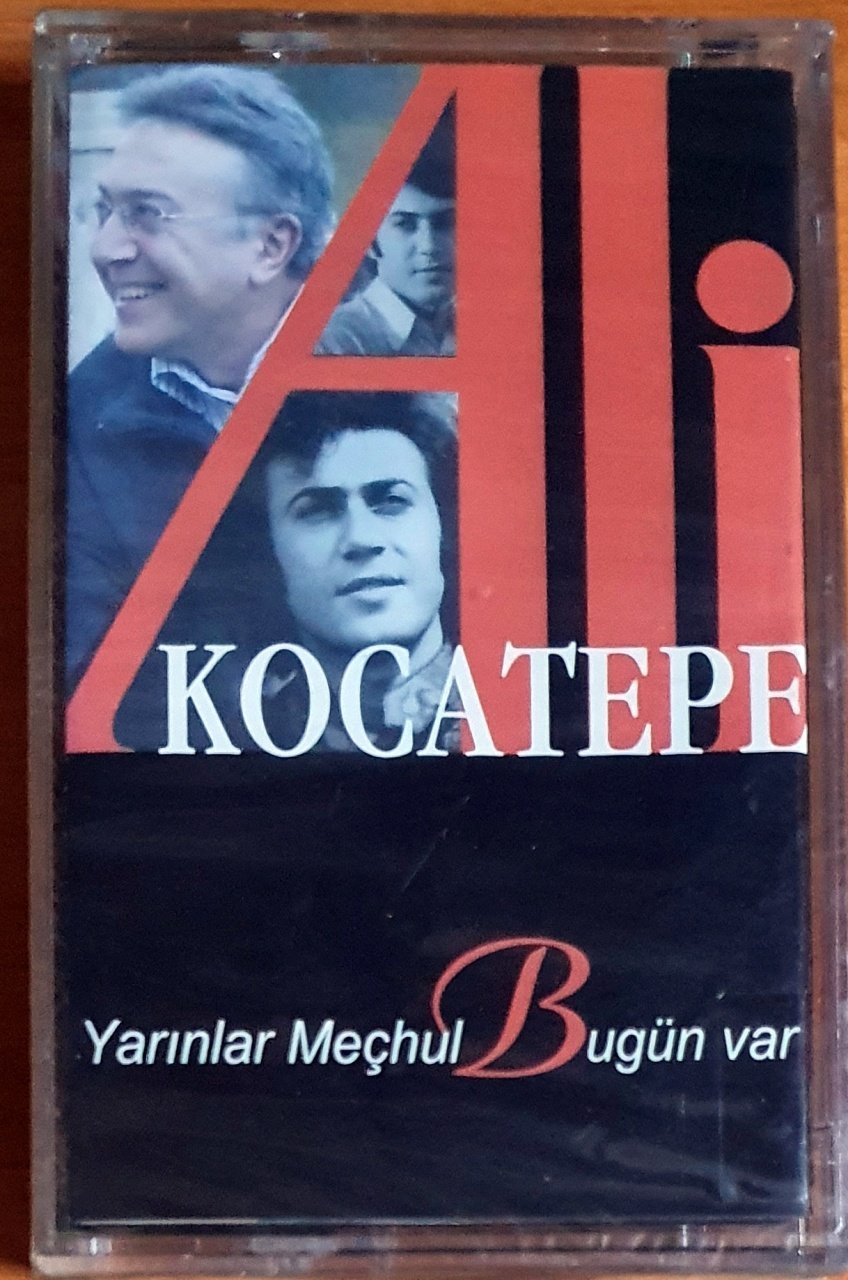 Ali
KOCATEPE
Yarınlar Meçhul Bugün var